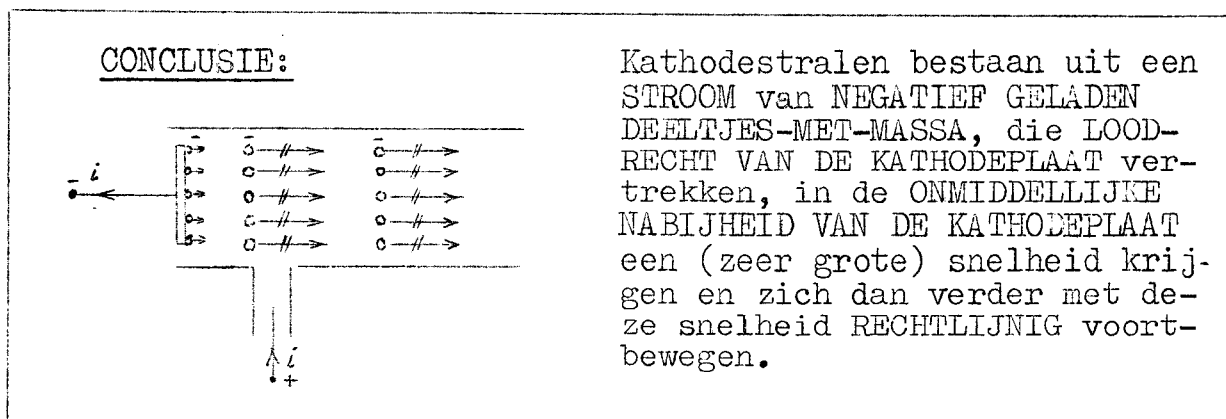 CONCLUSIE:
Kathodestralen bestaan uit een
STROOM van NEGATIEF GELADEN
DEELTJES-MET-MASSA, die LOOD-
RECHT VAN DE KATHODEPLAAT ver-
trekken, in de ONMIDDELLIJKE
NABIJHEID VAN DE KATHODEPLAAT
een (zeer grote) snelheid krij-
gen en zich dan verder met de-
ze snelheid RECHTLIJNIG voort-
bewegen.
- i
- - -
i
+